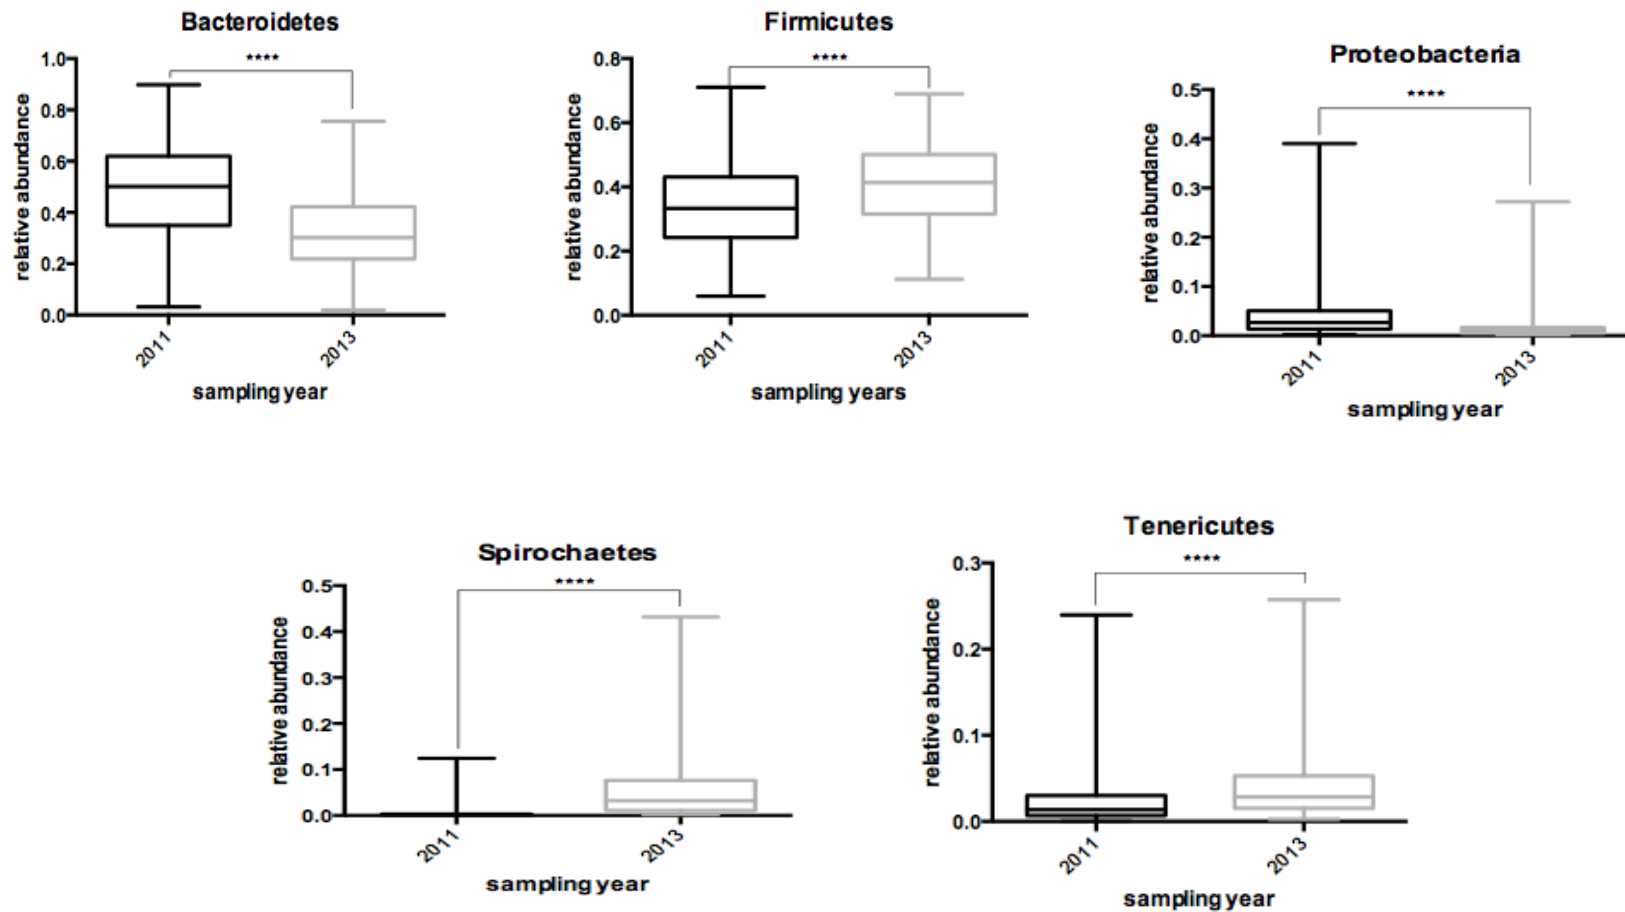 Bacteroidetes
****
1.0
0.8
0.6
0.4
0.2
0.0
relative abundance
2011
2013
sampling year
Firmicutes
****
0.8
0.6
0.4
0.2
0.0
relative abundance
2011
2013
sampling years
Proteobacteria
****
0.5
0.4
0.3
0.2
0.1
0.0
relative abundance
2011
2013
sampling year
Spirochaetes
****
0.5
0.4
0.3
0.2
0.1
0.0
relative abundance
2011
2013
sampling year
Tenericutes
****
0.3
0.2
0.1
0.0
relative abundance
2011
2013
sampling year